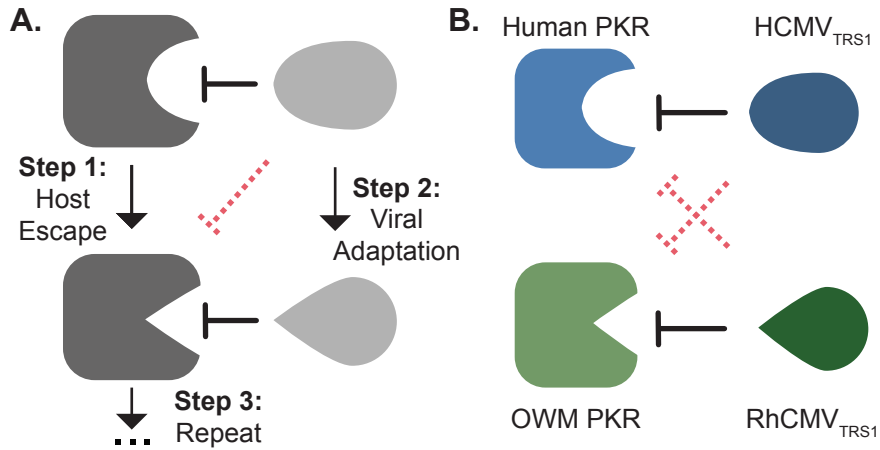 A.
Step 1:
Host
Escape
Step 2:
Viral
Adaptation
Step 3:
Repeat
B.
Human PKR
HCMV TRS1
OWM PKR
RhCMV TRS1